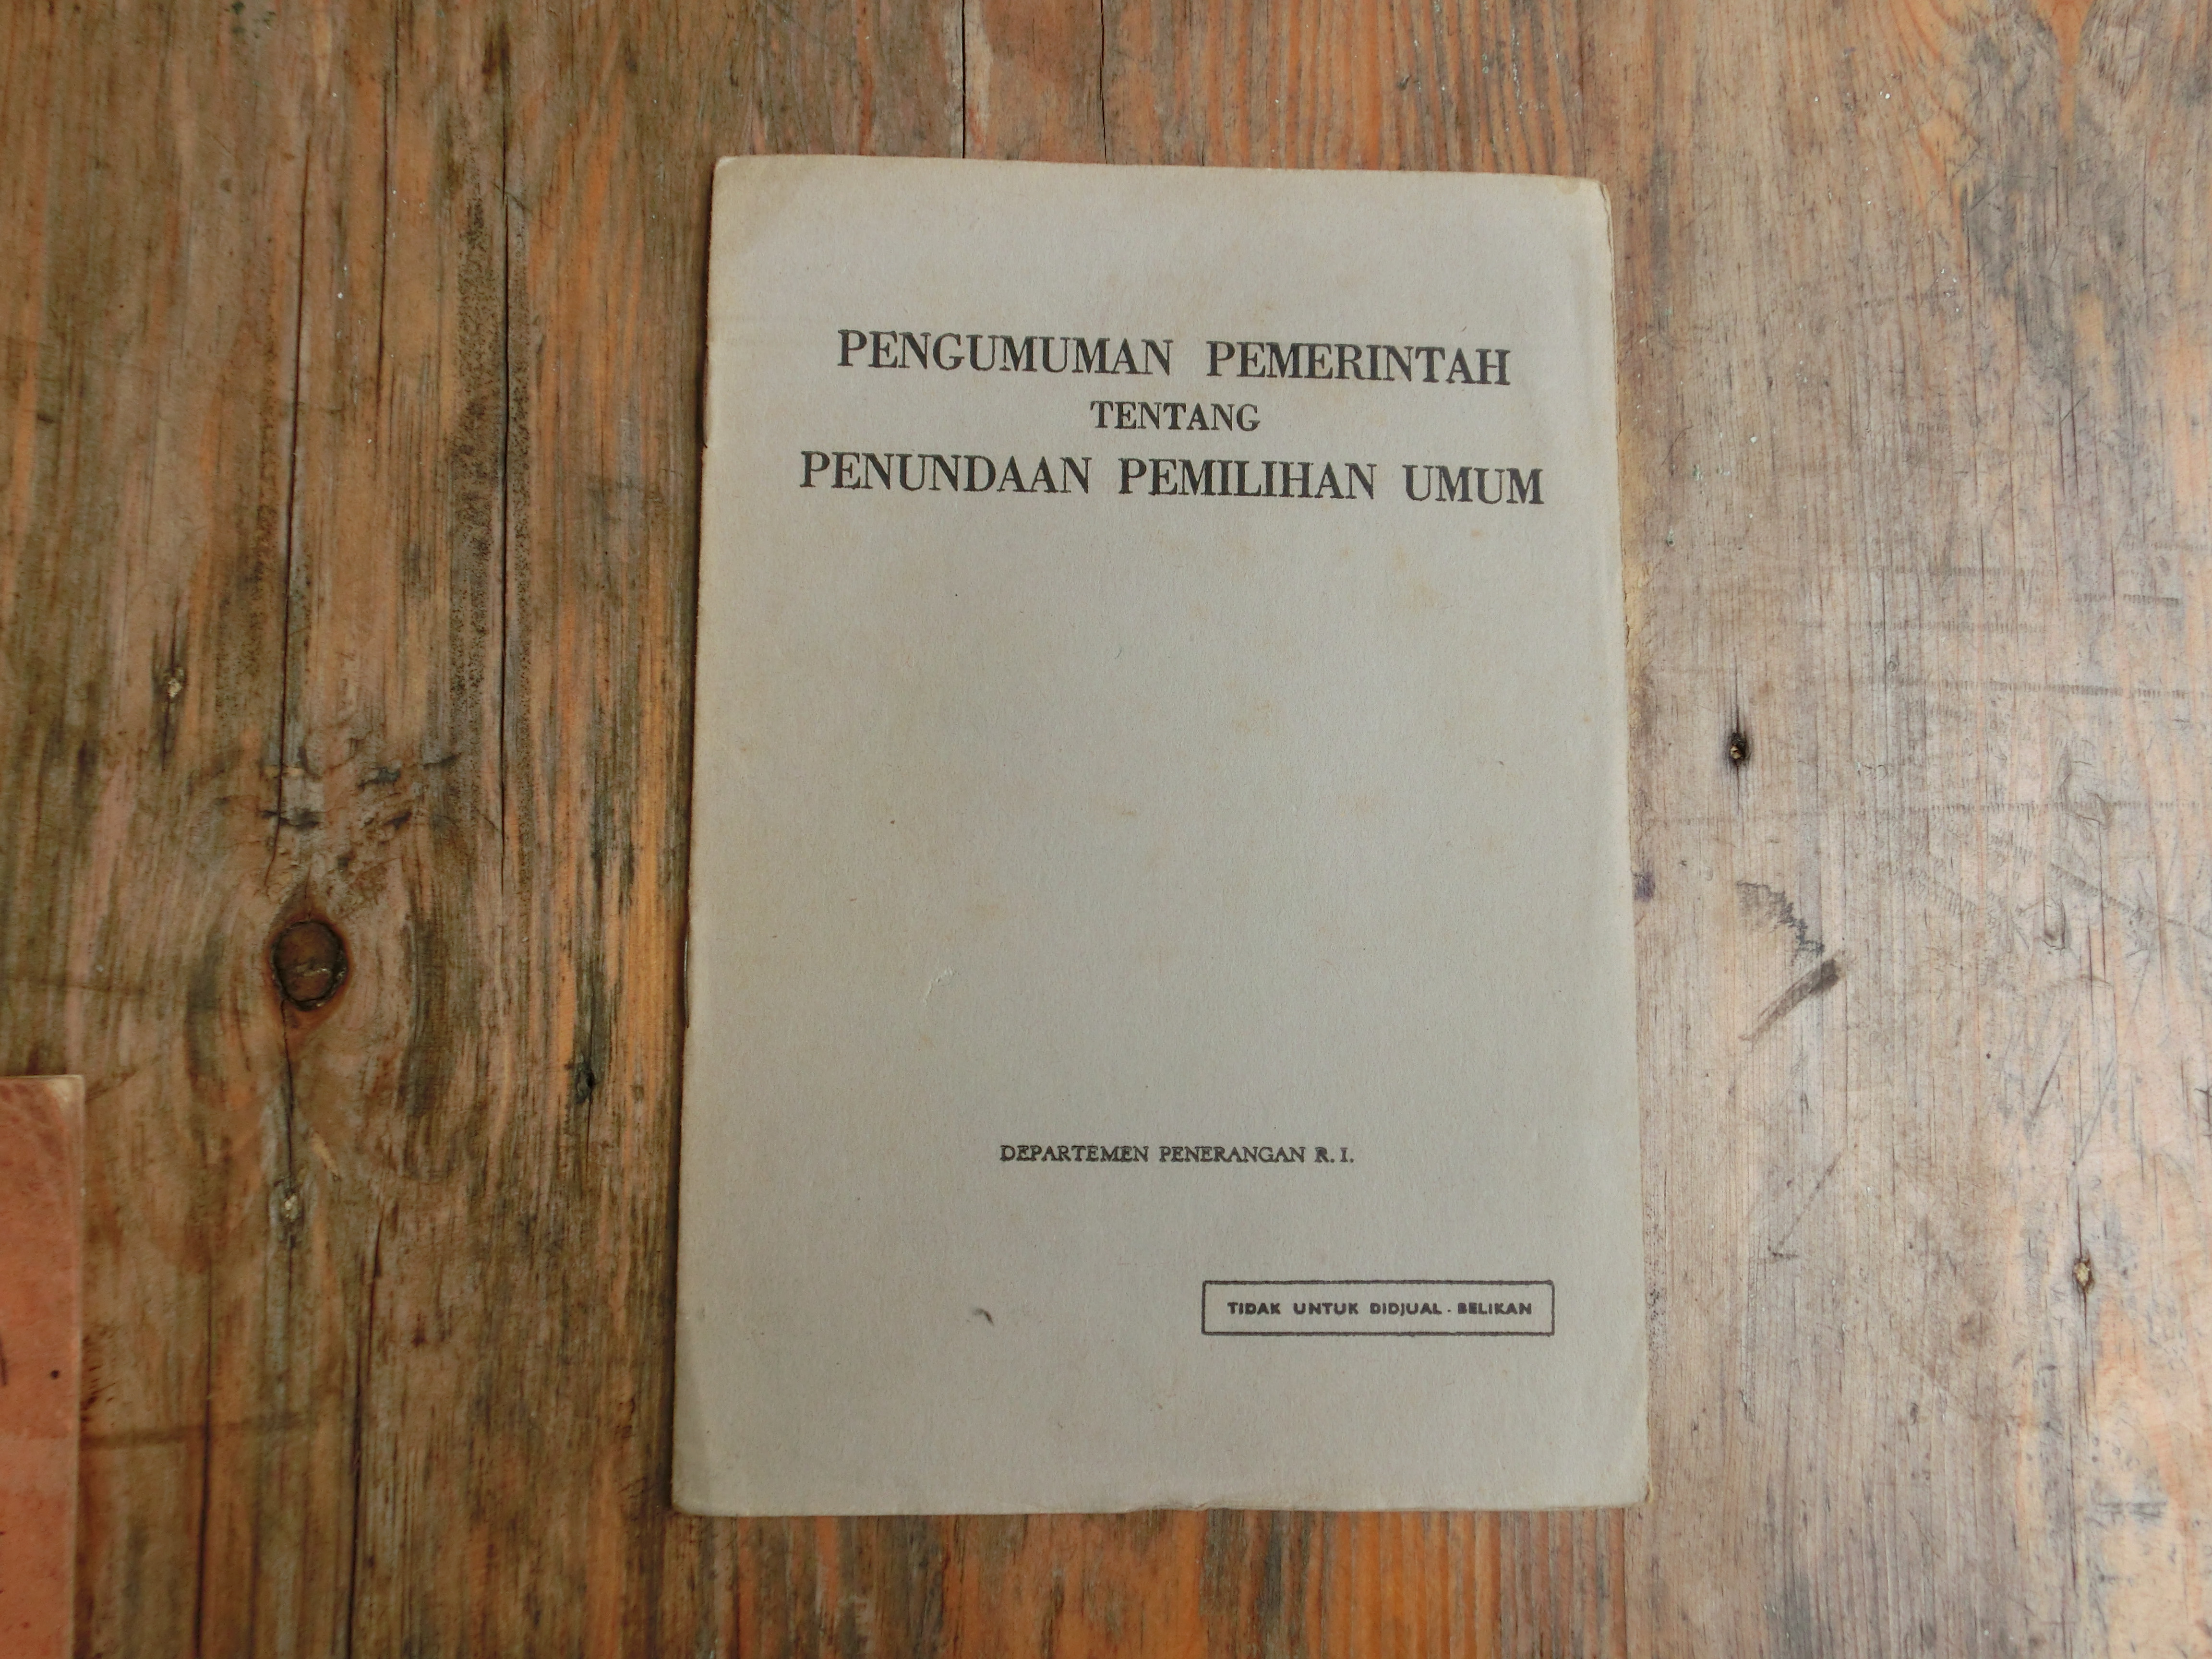 PENGUMUMAN PEMERINTAH
TENTANG
PENUNDAAN PEMILIHAN UMUM
DEPARTEMEN PENERANGAN R. I.
TIDAK UNTUK DIDJUAL - BELIKAN